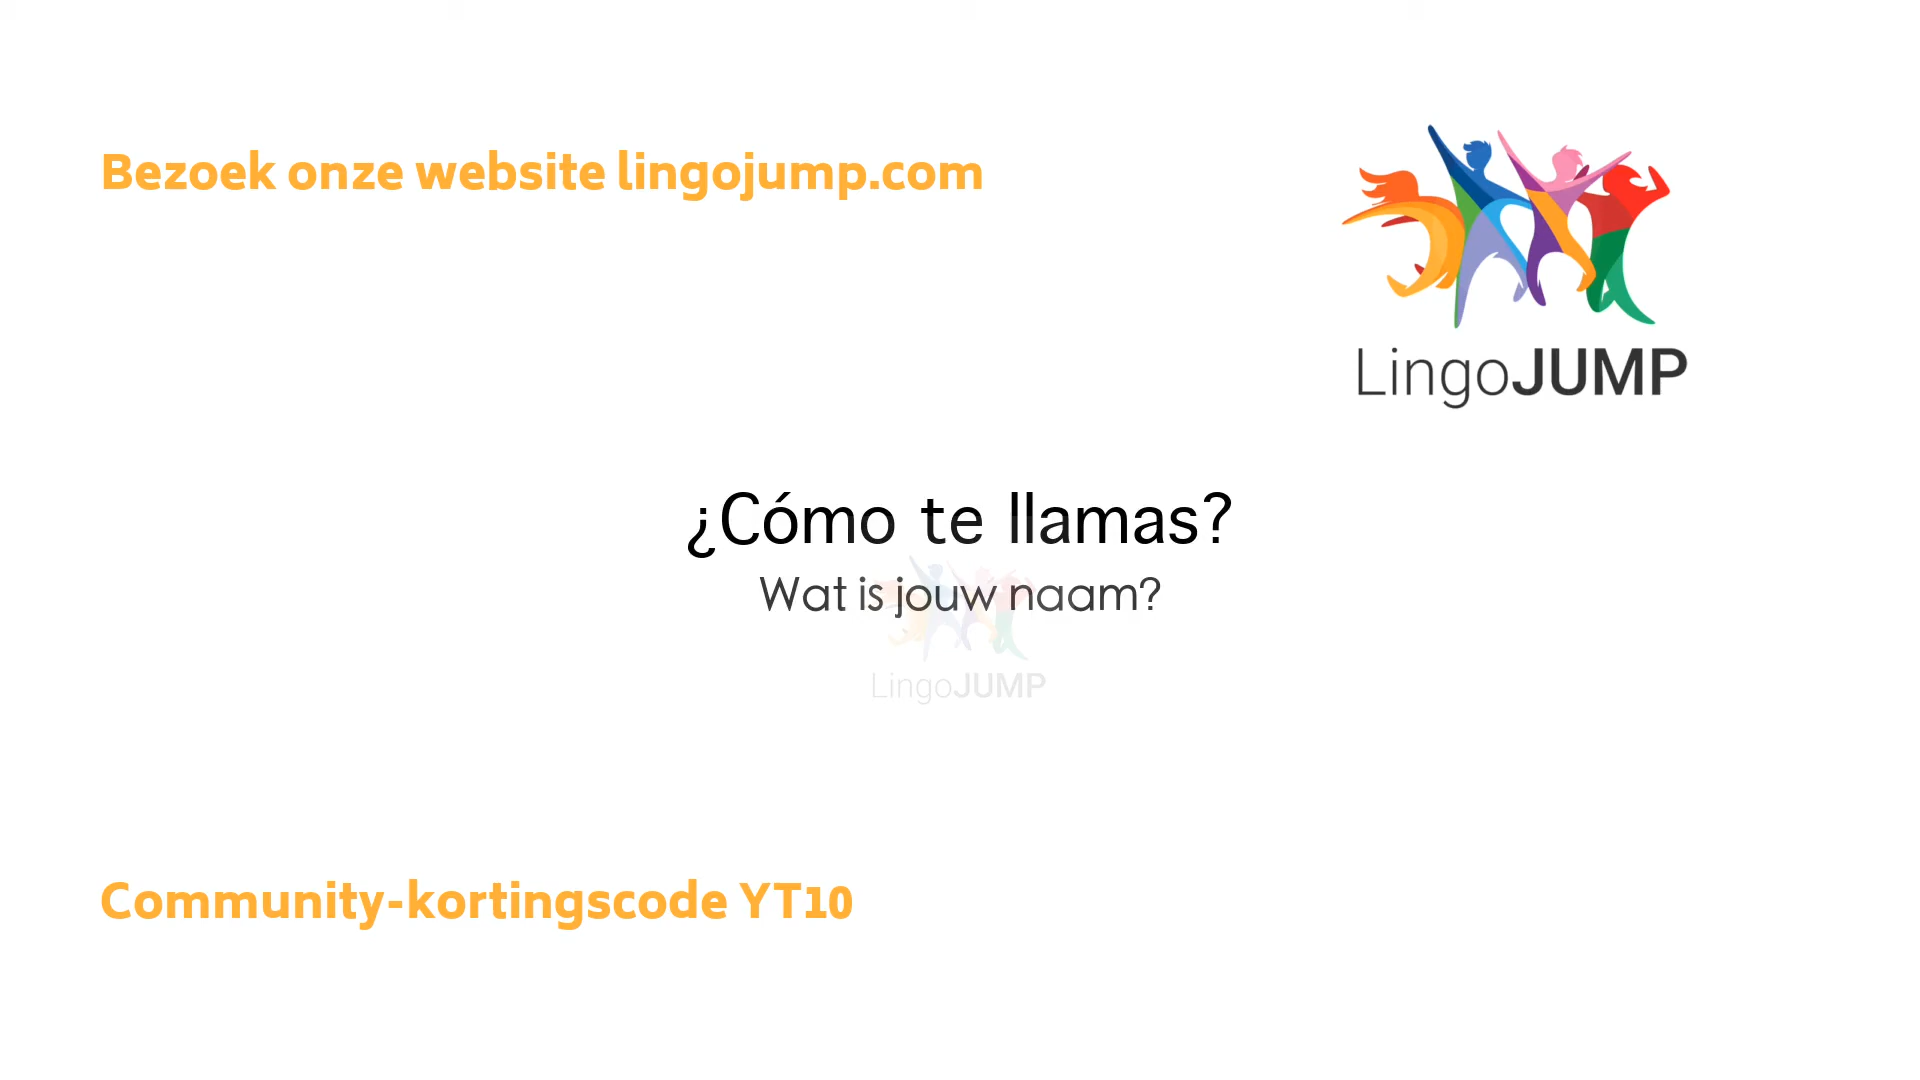 Bezoek onze website lingojump.com
LingoJUMP
¿Cómo te llamas?
Wat is jouw naam?
LingoJUMP
Community-kortingscode YT10